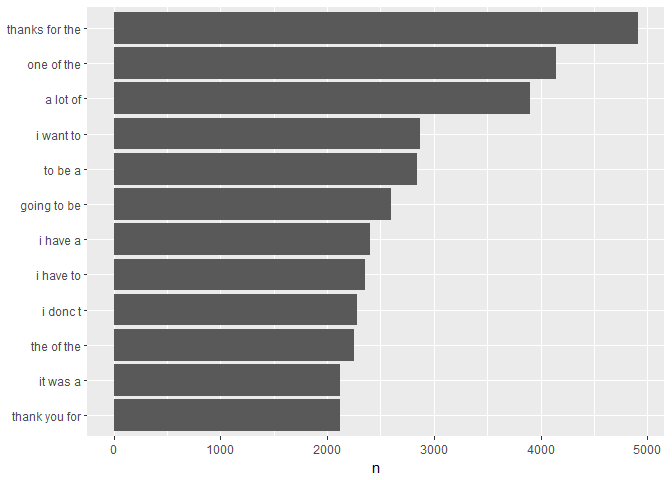 thanks for the
one of the
a lot of
i want to
to be a
going to be
i have a
i have to
i donc t
the of the
it was a
thank you for
0 1000 2000 3000 4000 5000
n